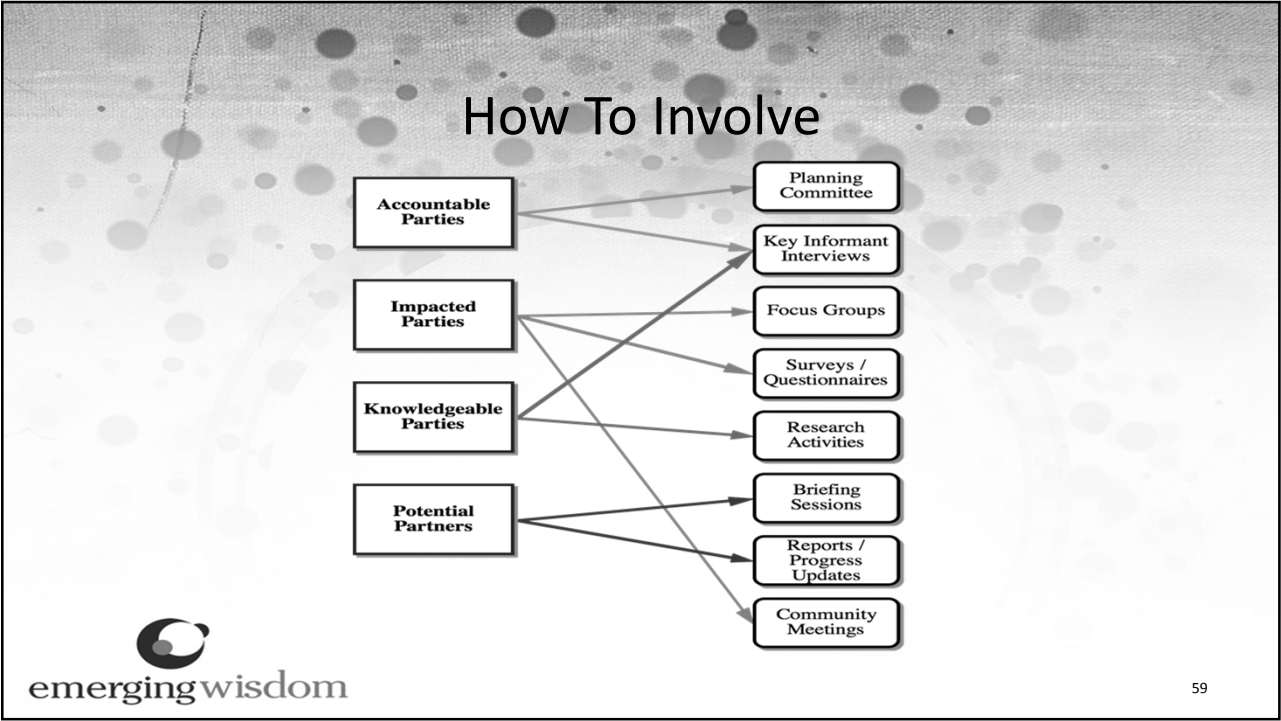 How To Involve
Accountable
Parties
Impacted
Parties
Knowledgeable
Parties
Potential
Partners
Planning
Committee
Key Informant
Interviews
Focus Groups
Surveys /
Questionnaires
Research
Activities
Briefing
Sessions
Reports /
Progress
Updates
Community
Meetings
emergingwisdom
59